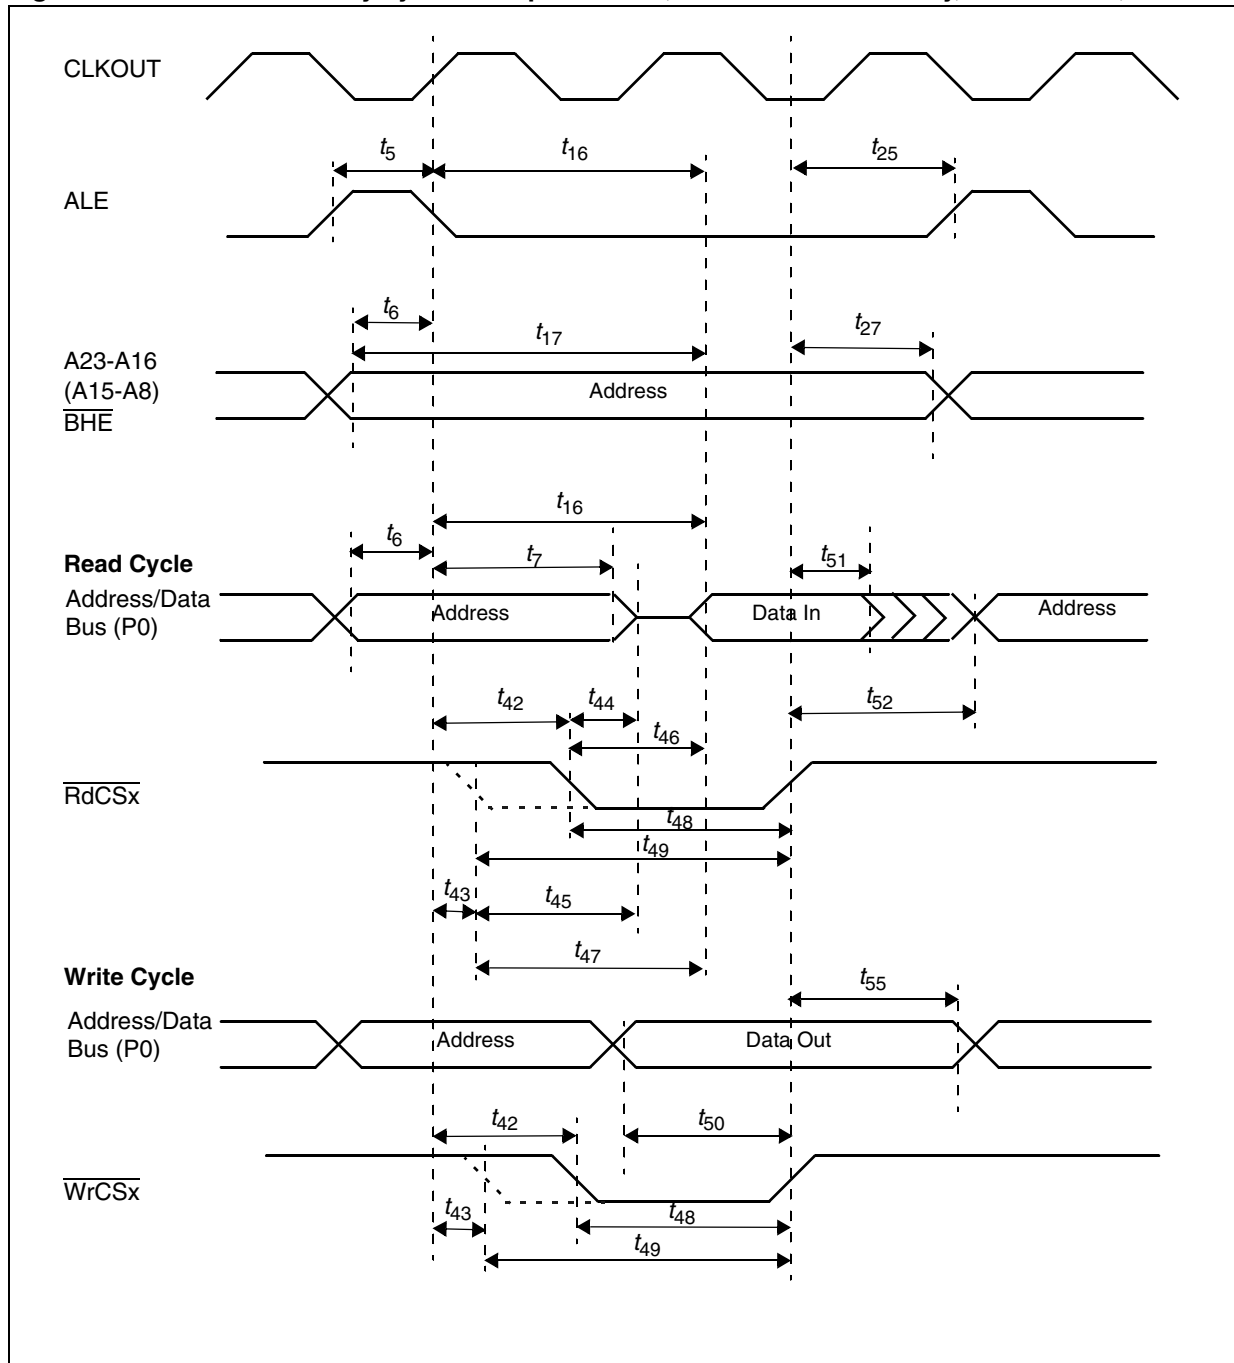 CLKOUT
t5 t16 t25
ALE
t6 t17 t27
A23-A16
(A15-A8)
BHE
Address
t16
t6 t7 t51
Read Cycle
Address/Data
Bus (P0)
Address Data In Address
t42 t44 t52
t46
RdCSx
t48
t49
t43 t45
t47
Write Cycle
t55
Address/Data
Bus (P0)
Address Data Out
t42 t50
WrCSx
t43 t48
t49